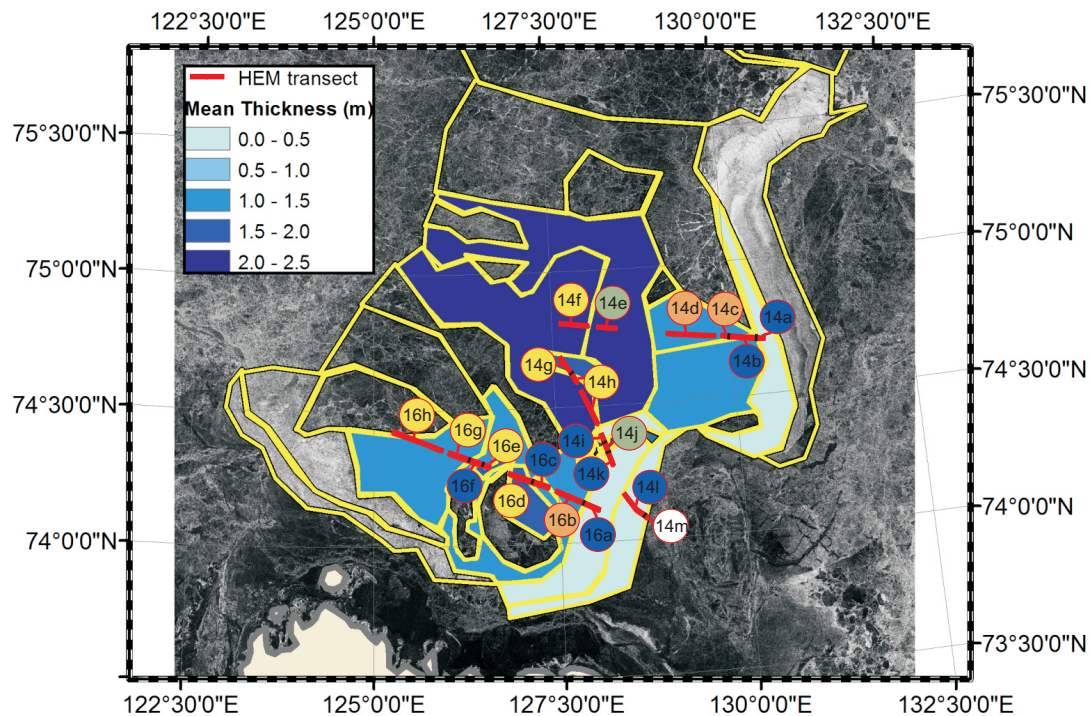 122°30'0"E 125°0'0"E 127°30'0"E 130°0'0"E 132°30'0"E
HEM transect
Mean Thickness (m)
0.0 - 0.5
0.5 - 1.0
1.0 - 1.5
1.5 - 2.0
2.0 - 2.5
75°30'0"N
75°0'0"N
74°30'0"N
74°0'0"N
75°30'0"N
75°0'0"N
74°30'0"N
74°0'0"N
73°30'0"N
14f
14e
14d
14c
14a
14b
14g
14h
16h
16g
16e
14i
14j
16c
14k
16f
16d
14l
16b
16a
14m
122°30'0"E 125°0'0"E 127°30'0"E 130°0'0"E 132°30'0"E